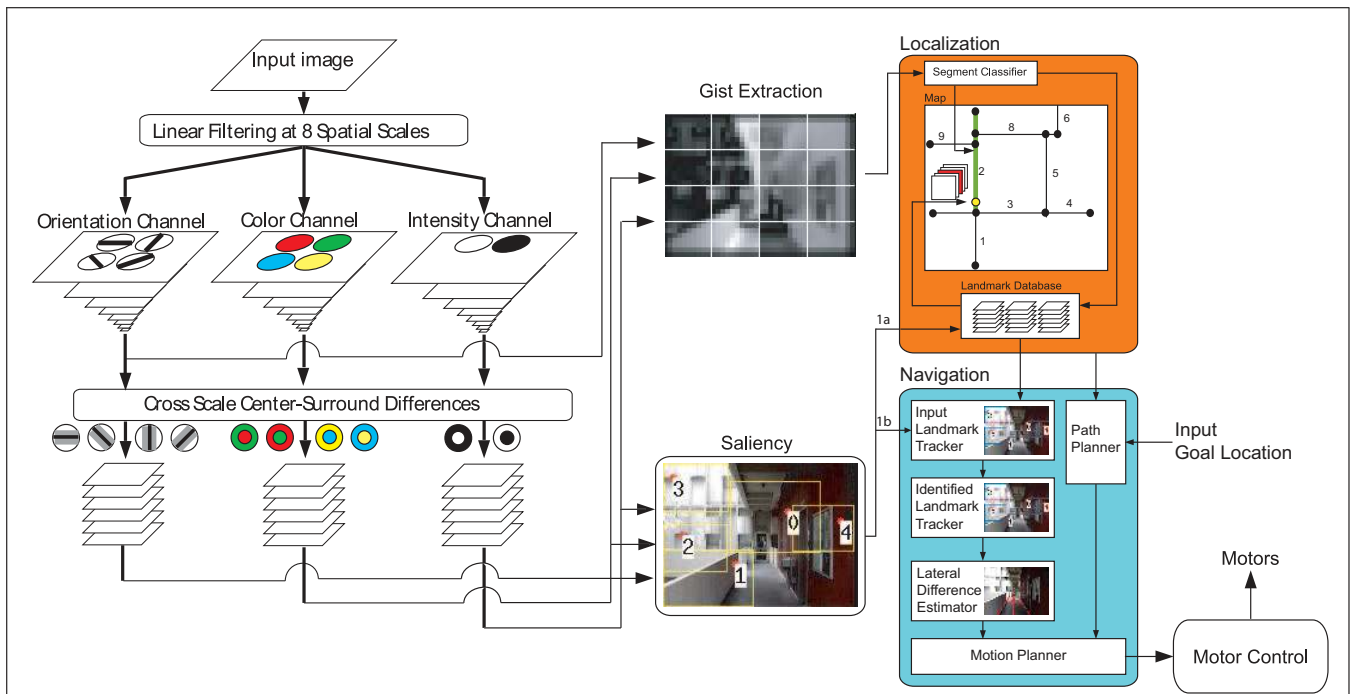 Input image
Linear Filtering at 8 Spatial Scales
Orientation Channel
Color Channel
Intensity Channel
Cross Scale Center-Surround Differences
Gist Extraction
Saliency
3
2
1
0
4
Localization
Segment Classifier
Map
9
8
6
2
5
3
4
1
Landmark Database
1a
1b
Navigation
Input
Landmark
Tracker
Path
Planner
Input
Goal Location
Identified
Landmark
Tracker
Lateral
Difference
Estimator
Motion Planner
Motors
Motor Control